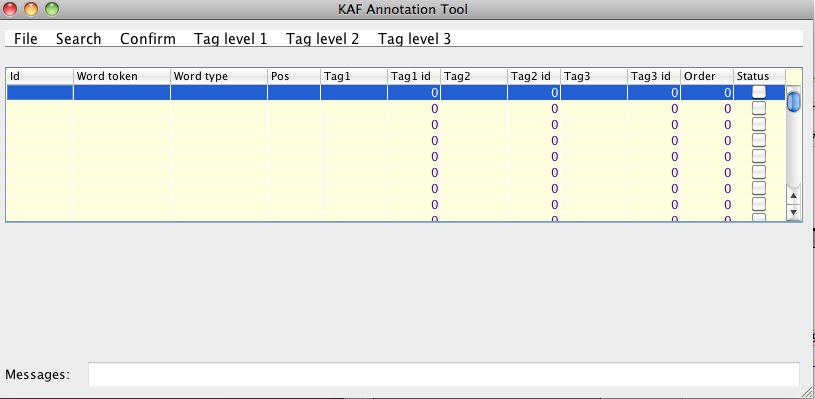 KAF Annotation Tool
File Search Confirm Tag level 1 Tag level 2 Tag level 3
Id Word token Word type Pos Tag1 Tag1 id Tag2 Tag2 id Tag3 Tag3 id Order Status
0 0 0 0
0 0 0 0
0 0 0 0
0 0 0 0
0 0 0 0
0 0 0 0
0 0 0 0
0 0 0 0
0 0 0 0
Messages: